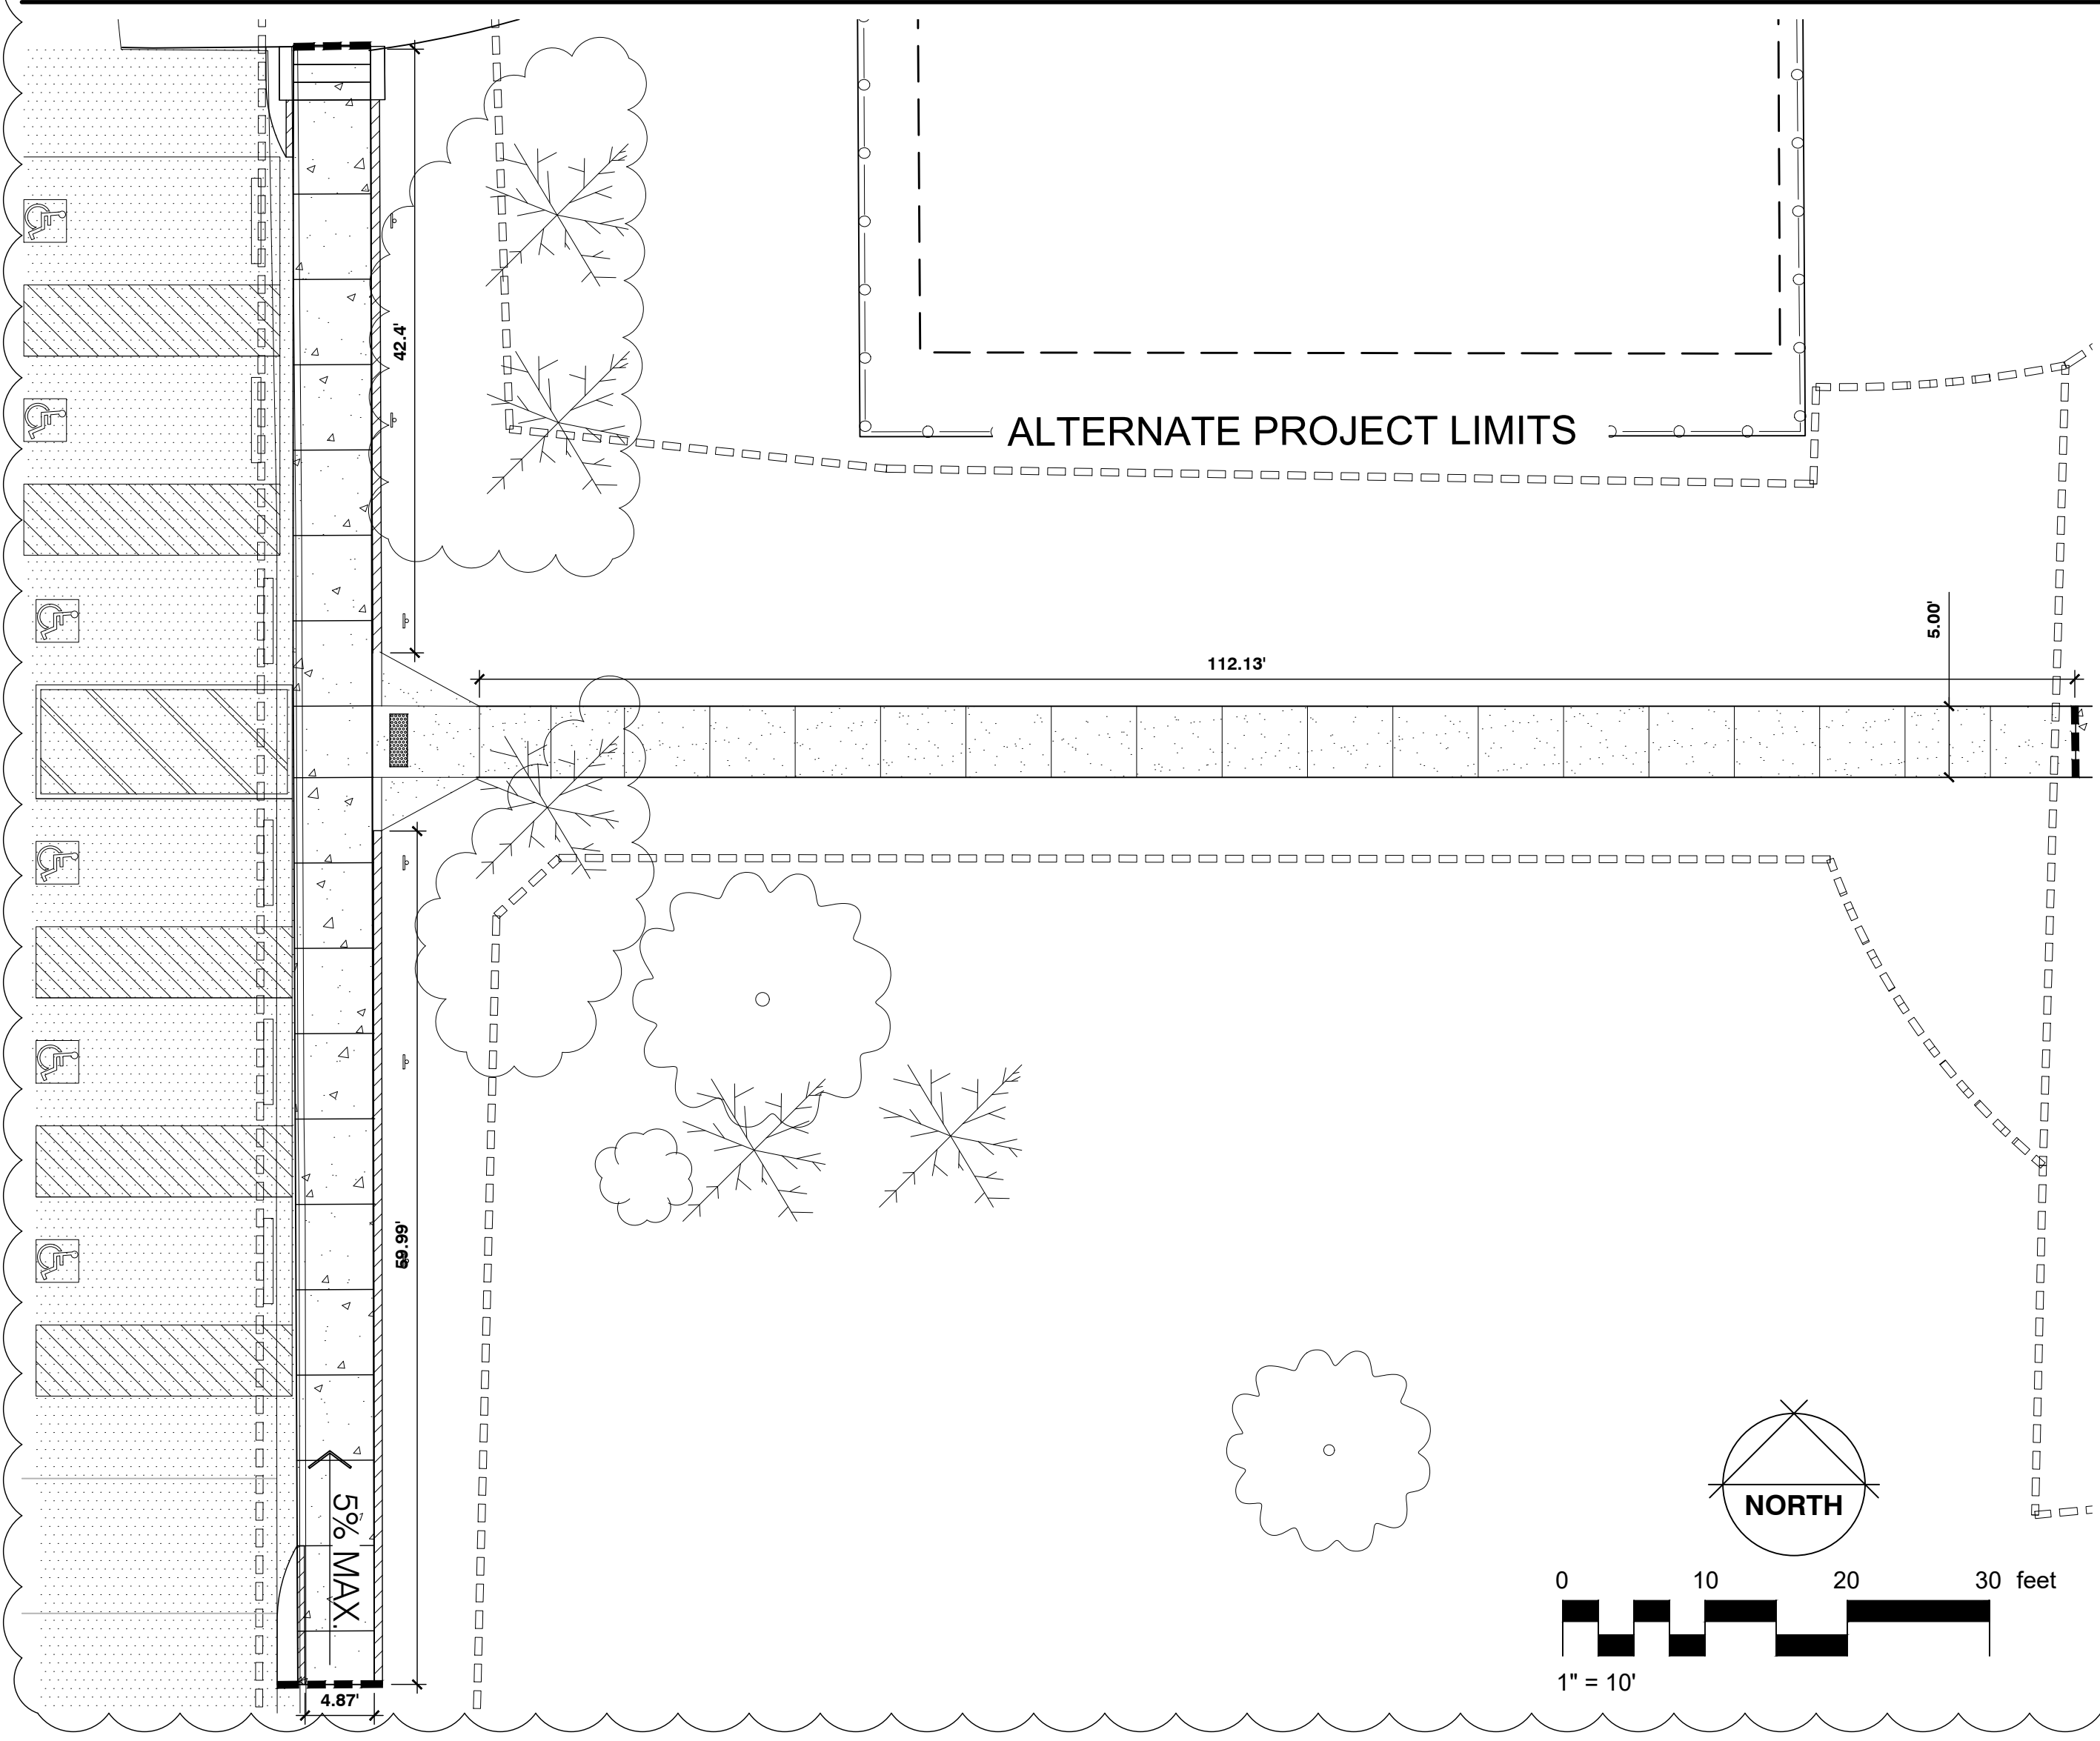 42.4'
ALTERNATE PROJECT LIMITS
5.00'
112.13'
59.99'
5% MAX.
NORTH
0 10 20 30 feet
1" = 10'
4.87'